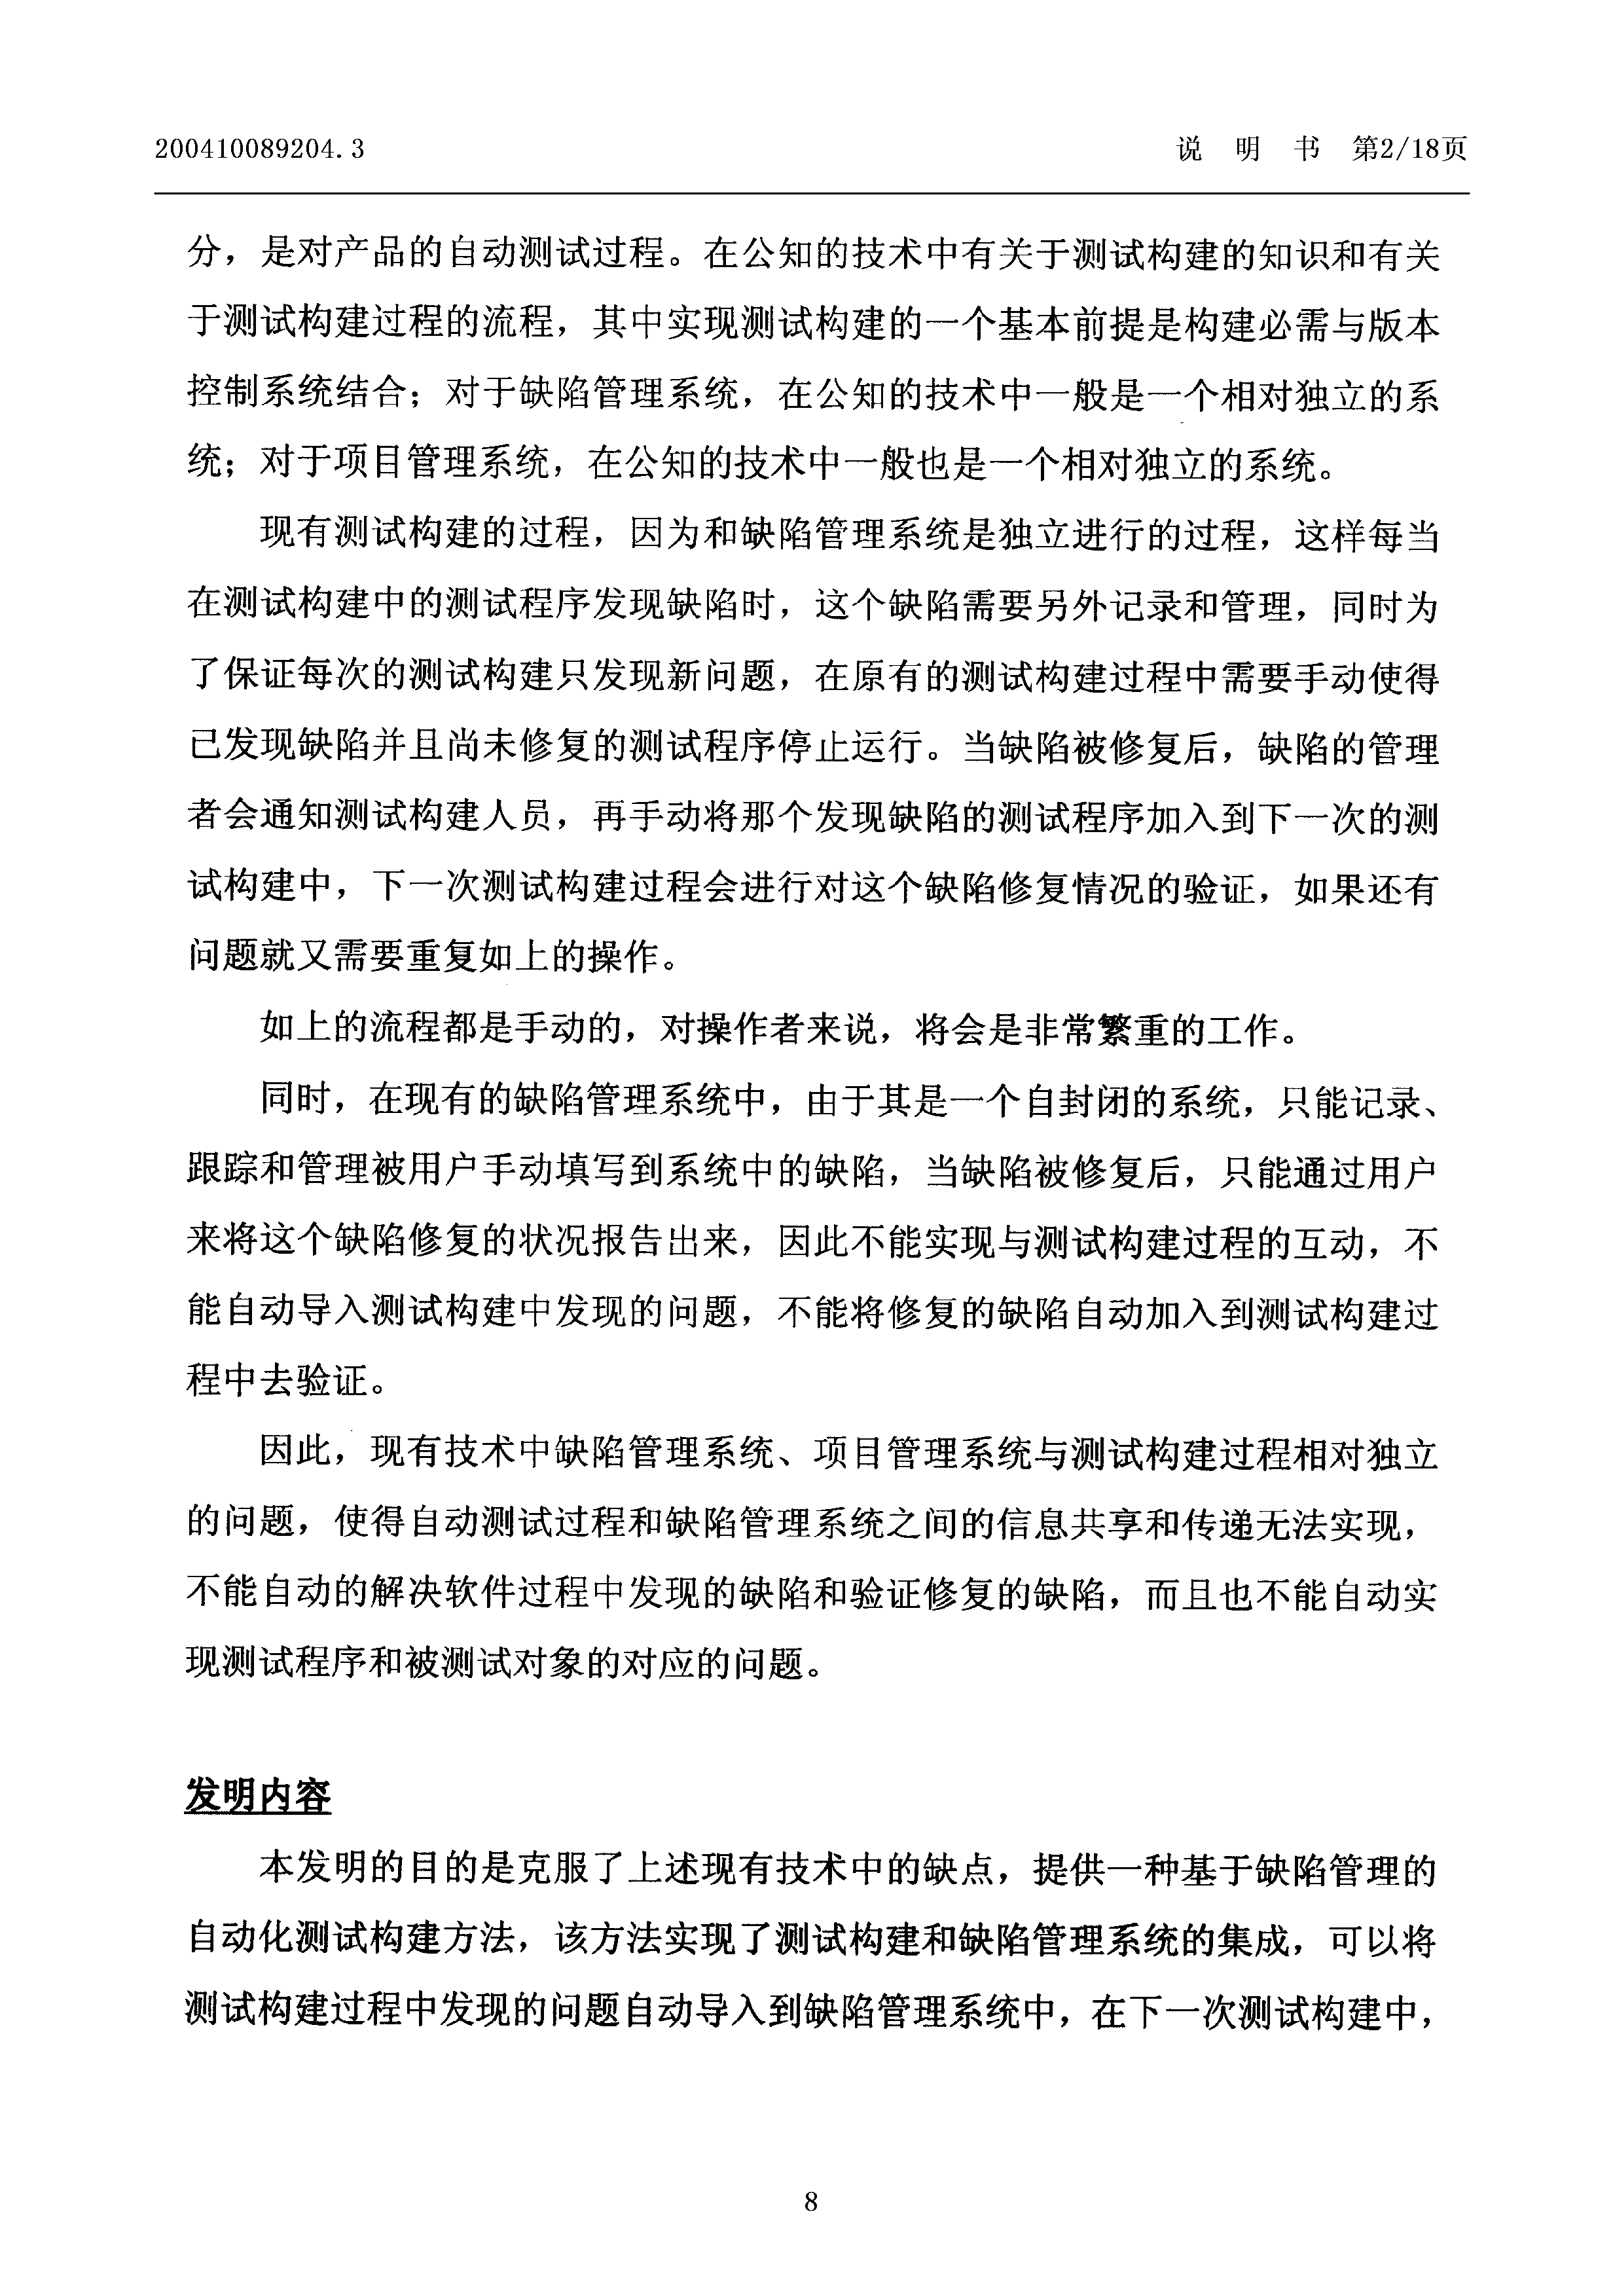 200410089204.3
说 明 书 第2/18页
分，是对产品的自动测试过程。在公知的技术中有关于测试构建的知识和有关
于测试构建过程的流程，其中实现测试构建的一个基本前提是构建必需与版本
控制系统结合；对于缺陷管理系统，在公知的技术中一般是一个相对独立的系
统；对于项目管理系统，在公知的技术中一般也是一个相对独立的系统。
现有测试构建的过程，因为和缺陷管理系统是独立进行的过程，这样每当
在测试构建中的测试程序发现缺陷时，这个缺陷需要另外记录和管理，同时为
了保证每次的测试构建只发现新问题，在原有的测试构建过程中需要手动使得
已发现缺陷并且尚未修复的测试程序停止运行。当缺陷被修复后，缺陷的管理
者会通知测试构建人员，再手动将那个发现缺陷的测试程序加入到下一次的测
试构建中，下一次测试构建过程会进行对这个缺陷修复情况的验证，如果还有
问题就又需要重复如上的操作。
如上的流程都是手动的，对操作者来说，将会是非常繁重的工作。
同时，在现有的缺陷管理系统中，由于其是一个自封闭的系统，只能记录、
跟踪和管理被用户手动填写到系统中的缺陷，当缺陷被修复后，只能通过用户
来将这个缺陷修复的状况报告出来，因此不能实现与测试构建过程的互动，不
能自动导入测试构建中发现的问题，不能将修复的缺陷自动加入到测试构建过
程中去验证。
因此，现有技术中缺陷管理系统、项目管理系统与测试构建过程相对独立
的问题，使得自动测试过程和缺陷管理系统之间的信息共享和传递无法实现，
不能自动的解决软件过程中发现的缺陷和验证修复的缺陷，而且也不能自动实
现测试程序和被测试对象的对应的问题。
发明内容
本发明的目的是克服了上述现有技术中的缺点，提供一种基于缺陷管理的
自动化测试构建方法，该方法实现了测试构建和缺陷管理系统的集成，可以将
测试构建过程中发现的问题自动导入到缺陷管理系统中，在下一次测试构建中，
8